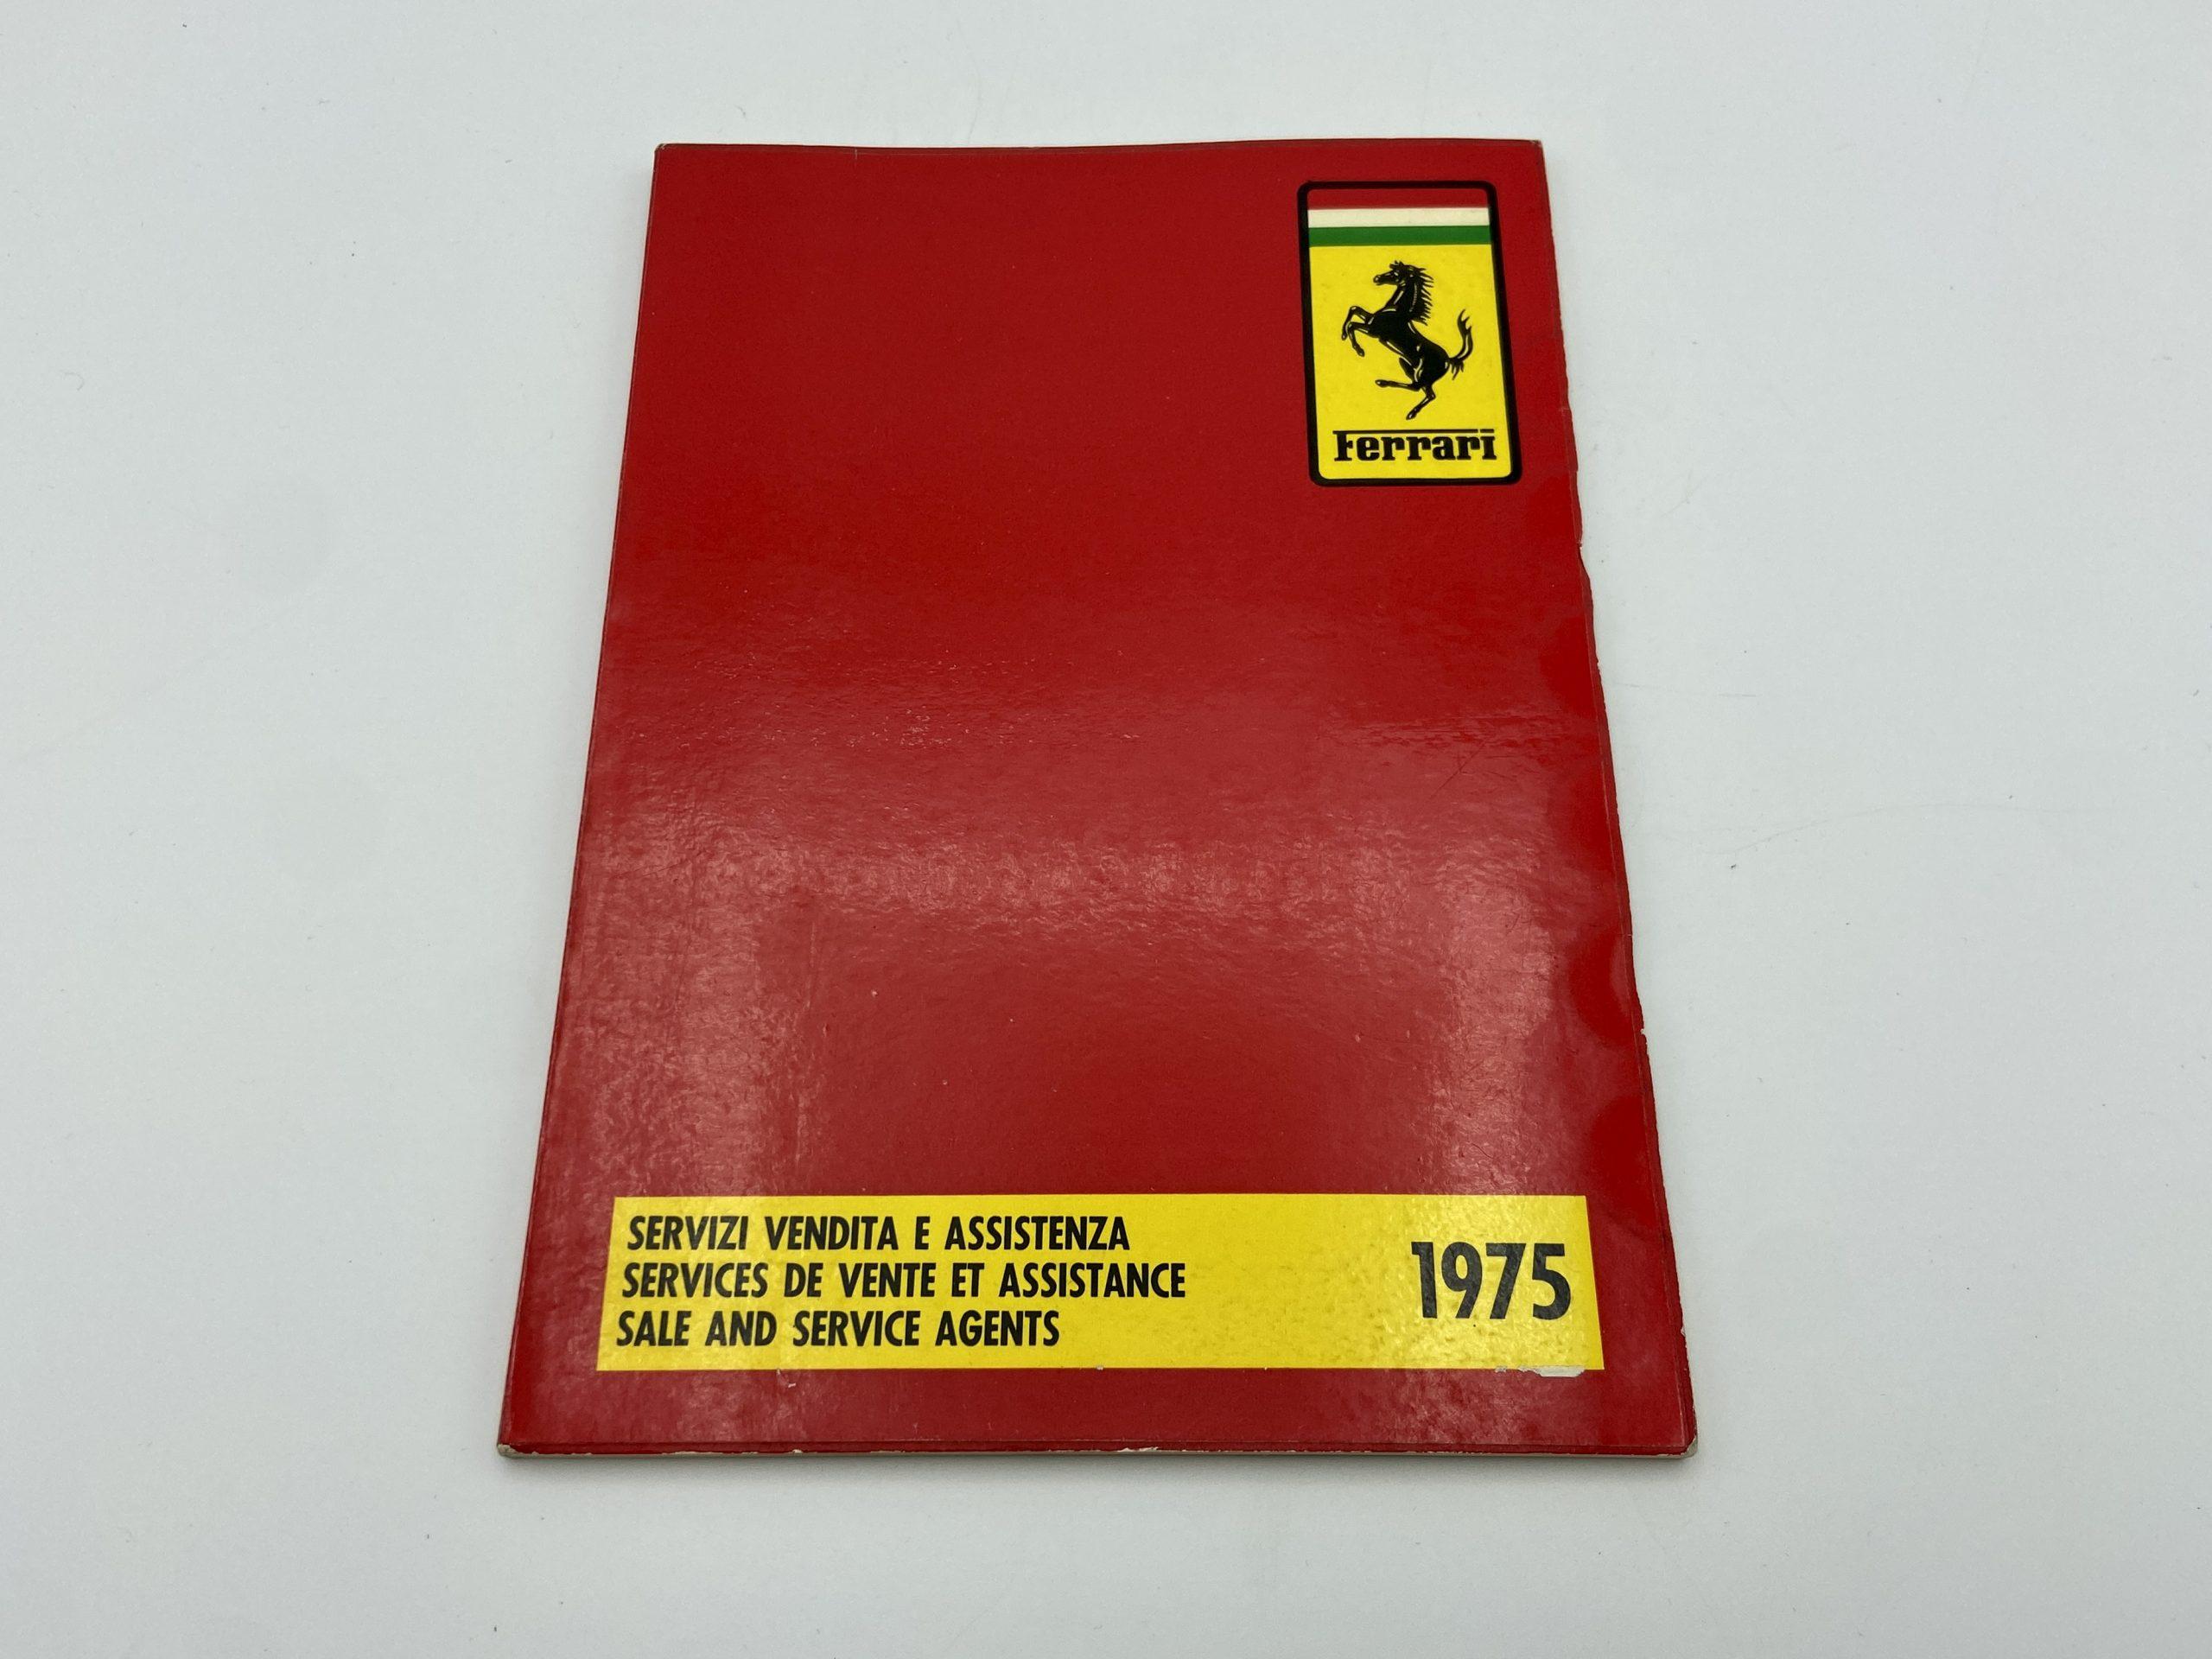 Ferrari
SERVIZI VENDITA E ASSISTENZA
SERVICES DE VENTE ET ASSISTANCE
SALE AND SERVICE AGENTS
1975